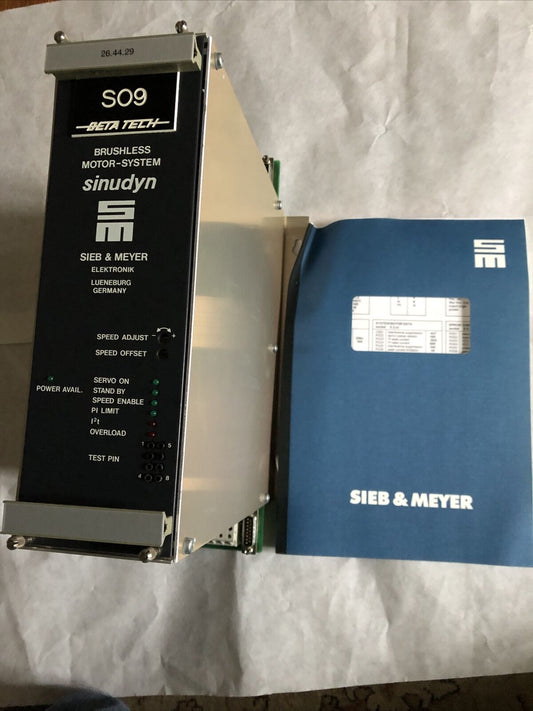 26.44.29
SO9
BETA TECH
BRUSHLESS
MOTOR-SYSTEM
sinudyn
SM
SIEB & MEYER
ELEKTRONIK
LUENEBURG
GERMANY
SPEED ADJUST - +
SPEED OFFSET
SERVO ON
POWER AVAIL. STAND BY
SPEED ENABLE
PI LIMIT
I²t
OVERLOAD
1 5
TEST PIN
4 8
SM
SIEB & MEYER